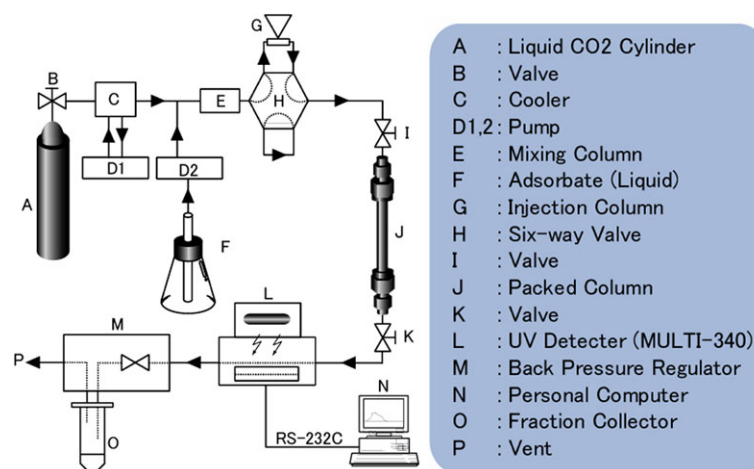 G
B
C
E
H
I
D1
D2
A
F
J
L
K
M
P
N
O
RS-232C
A : Liquid CO2 Cylinder
B : Valve
C : Cooler
D1,2 : Pump
E : Mixing Column
F : Adsorbate (Liquid)
G : Injection Column
H : Six-way Valve
I : Valve
J : Packed Column
K : Valve
L : UV Detecter (MULTI-340)
M : Back Pressure Regulator
N : Personal Computer
O : Fraction Collector
P : Vent